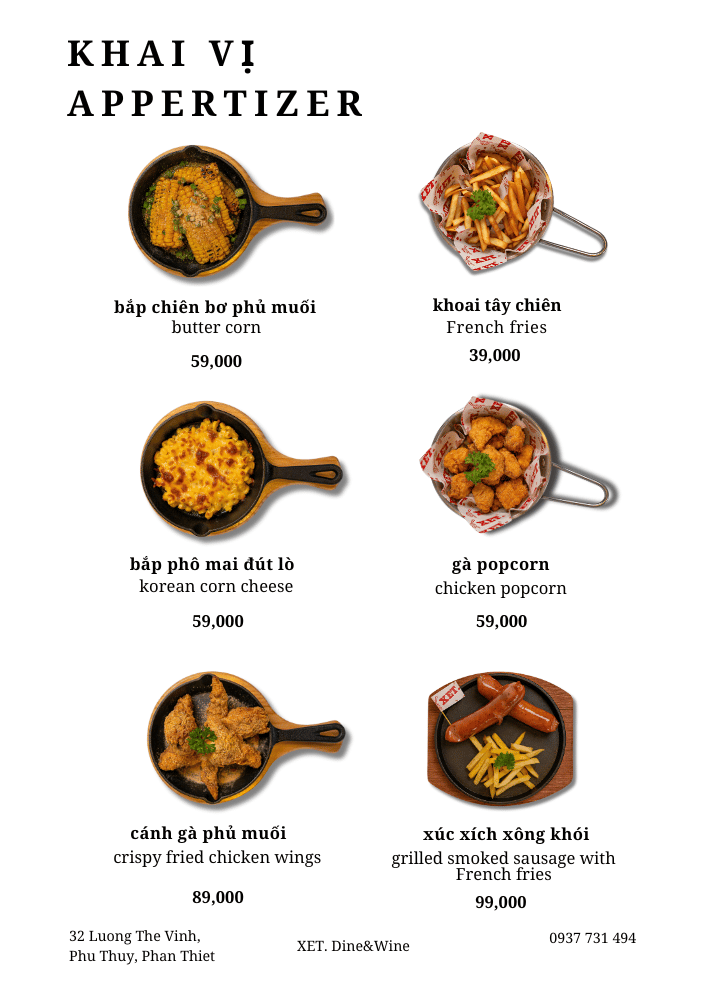 KHAI VỊ
APPERTIZER
bắp chiên bơ phủ muối
butter corn
59,000
khoai tây chiên
French fries
39,000
bắp phô mai đút lò
korean corn cheese
59,000
gà popcorn
chicken popcorn
59,000
cánh gà phủ muối
crispy fried chicken wings
89,000
XET.
xúc xích xông khói
grilled smoked sausage with
French fries
99,000
32 Luong The Vinh,
Phu Thuy, Phan Thiet
XET. Dine&Wine
0937 731 494